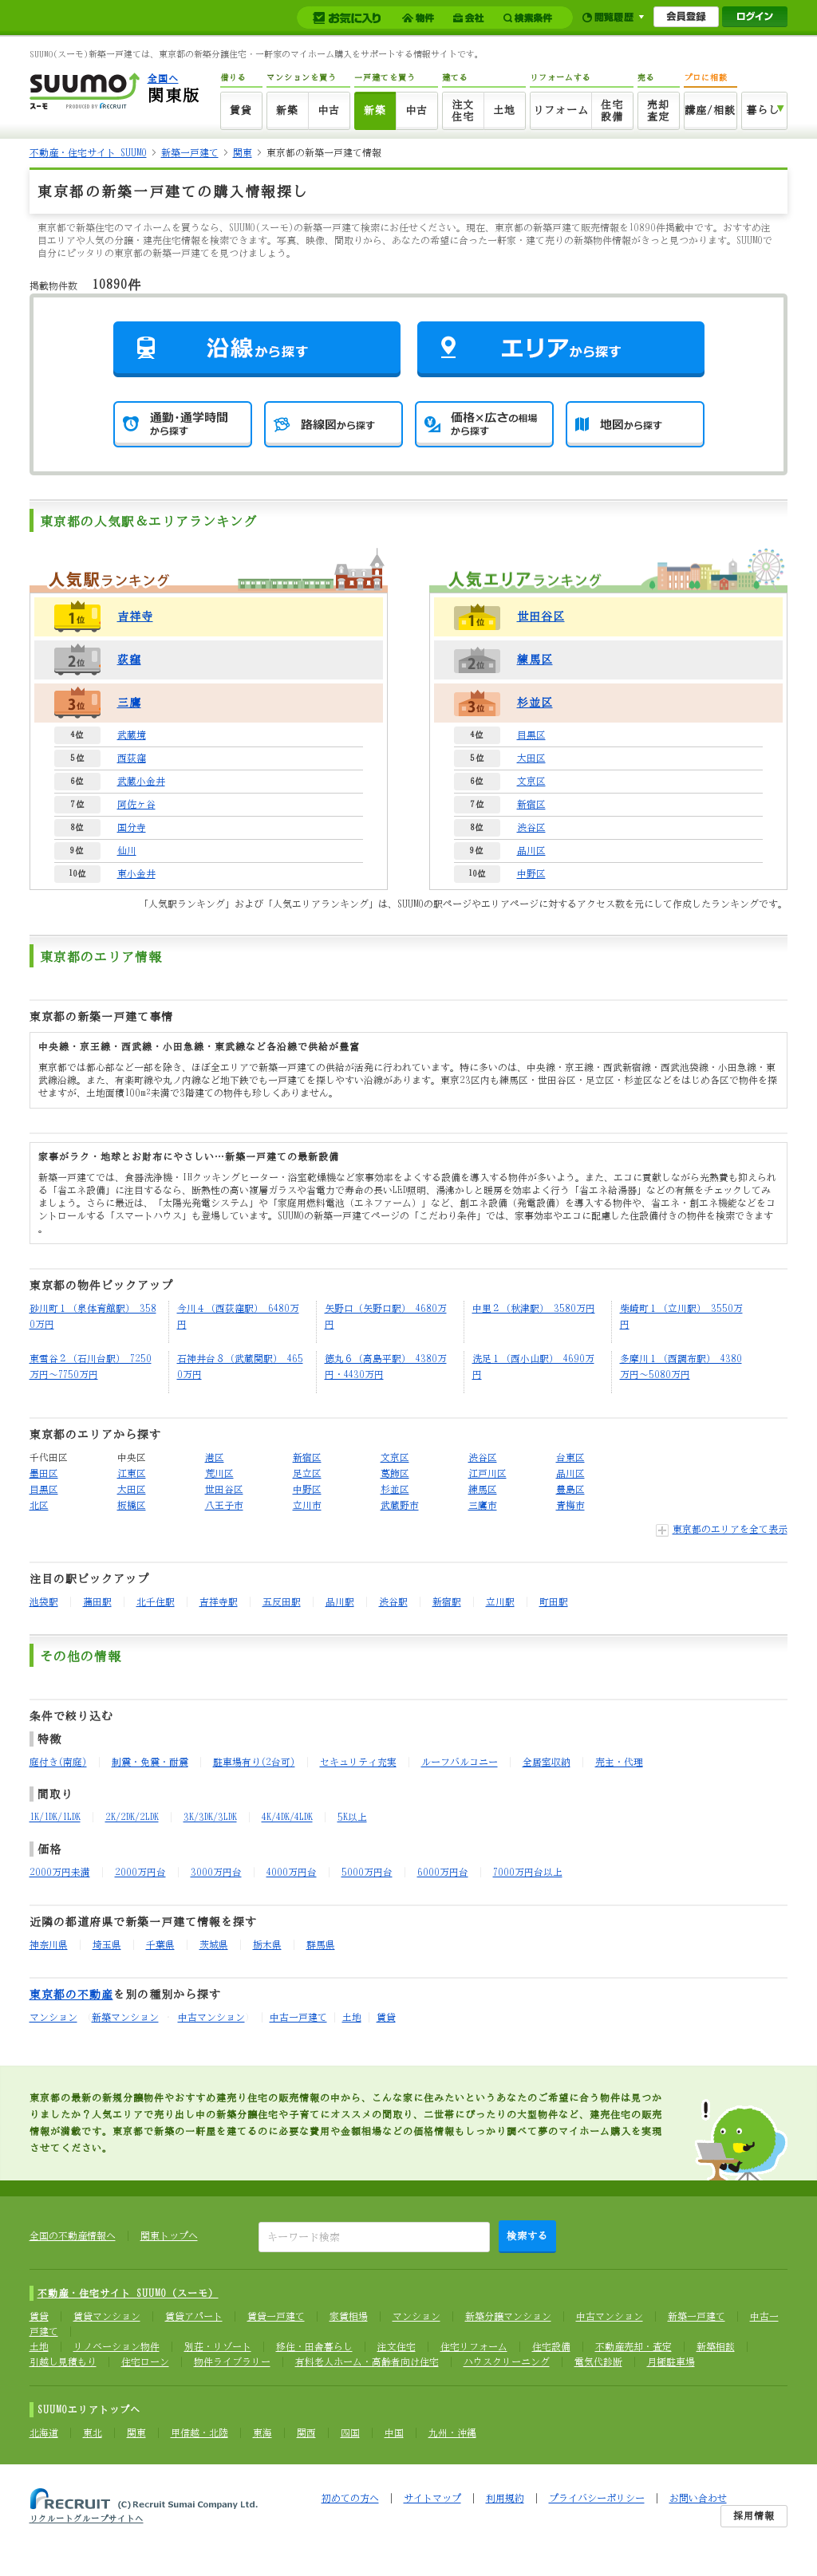 お気に入り 物件 会社 検索条件 閲覧履歴 会員登録 ログイン
SUUMO(スーモ)新築一戸建ては、東京都の新築分譲住宅・一軒家のマイホーム購入をサポートする情報サイトです。
SUUMO 全国へ 関東版
スーモ PRODUCED BY RECRUIT
借りる マンションを買う 一戸建てを買う 建てる リフォームする 売る プロに相談
賃貸 新築 中古 新築 中古 注文住宅 土地 リフォーム 住宅設備 売却査定 講座/相談 暮らし
不動産・住宅サイト SUUMO > 新築一戸建て > 関東 > 東京都の新築一戸建て情報
東京都の新築一戸建ての購入情報探し
東京都で新築住宅のマイホームを買うなら、SUUMO(スーモ)の新築一戸建て検索にお任せください。現在、東京都の新築戸建て販売情報を10890件掲載中です。おすすめ注
目エリアや人気の分譲・建売住宅情報を検索できます。写真、映像、間取りから、あなたの希望に合った一軒家・建て売りの新築物件情報がきっと見つかります。SUUMOで
自分にピッタリの東京都の新築一戸建てを見つけましょう。
掲載物件数 10890件
沿線から探す エリアから探す
通勤・通学時間から探す 路線図から探す 価格×広さの相場から探す 地図から探す
東京都の人気駅＆エリアランキング
人気駅ランキング
1位 吉祥寺
2位 荻窪
3位 三鷹
4位 武蔵境
5位 西荻窪
6位 武蔵小金井
7位 阿佐ヶ谷
8位 国分寺
9位 仙川
10位 東小金井
人気エリアランキング
1位 世田谷区
2位 練馬区
3位 杉並区
4位 目黒区
5位 大田区
6位 文京区
7位 新宿区
8位 渋谷区
9位 品川区
10位 中野区
「人気駅ランキング」および「人気エリアランキング」は、SUUMOの駅ページやエリアページに対するアクセス数を元にして作成したランキングです。
東京都のエリア情報
東京都の新築一戸建て事情
中央線・京王線・西武線・小田急線・東武線など各沿線で供給が豊富
東京都では都心部など一部を除き、ほぼ全エリアで新築一戸建ての供給が活発に行われています。特に多いのは、中央線・京王線・西武新宿線・西武池袋線・小田急線・東
武線沿線。また、有楽町線や丸ノ内線など地下鉄でも一戸建てを探しやすい沿線があります。東京23区内も練馬区・世田谷区・足立区・杉並区などをはじめ各区で物件を探
せますが、土地面積100m²未満で3階建ての物件も珍しくありません。
家事がラク・地球とお財布にやさしい…新築一戸建ての最新設備
新築一戸建てでは、食器洗浄機・IHクッキングヒーター・浴室乾燥機など家事効率をよくする設備を導入する物件が多いよう。また、エコに貢献しながら光熱費も抑えられ
る「省エネ設備」に注目するなら、断熱性の高い複層ガラスや省電力で寿命の長いLED照明、湯沸かしと暖房を効率よく行う「省エネ給湯器」などの有無をチェックしてみ
ましょう。さらに最近は、「太陽光発電システム」や「家庭用燃料電池（エネファーム）」など、創エネ設備（発電設備）を導入する物件や、省エネ・創エネ機能などをコ
ントロールする「スマートハウス」も登場しています。SUUMOの新築一戸建てページの「こだわり条件」では、家事効率やエコに配慮した住設備付きの物件を検索できます
。
東京都の物件ピックアップ
砂川町１（泉体育館駅） 3580万円
今川４（西荻窪駅） 6480万円
矢野口（矢野口駅） 4680万円
中里２（秋津駅） 3580万円
柴崎町１（立川駅） 3550万円
東雪谷２（石川台駅） 7250万円～7750万円
石神井台８（武蔵関駅） 4650万円
徳丸６（高島平駅） 4380万円・4430万円
洗足１（西小山駅） 4690万円
多摩川１（西調布駅） 4380万円～5080万円
東京都のエリアから探す
千代田区 中央区 港区 新宿区 文京区 渋谷区 台東区
墨田区 江東区 荒川区 足立区 葛飾区 江戸川区 品川区
目黒区 大田区 世田谷区 中野区 杉並区 練馬区 豊島区
北区 板橋区 八王子市 立川市 武蔵野市 三鷹市 青梅市
東京都のエリアを全て表示
注目の駅ピックアップ
池袋駅 蒲田駅 北千住駅 吉祥寺駅 五反田駅 品川駅 渋谷駅 新宿駅 立川駅 町田駅
その他の情報
条件で絞り込む
特徴
庭付き(南庭) 制震・免震・耐震 駐車場有り(2台可) セキュリティ充実 ルーフバルコニー 全居室収納 売主・代理
間取り
1K/1DK/1LDK 2K/2DK/2LDK 3K/3DK/3LDK 4K/4DK/4LDK 5K以上
価格
2000万円未満 2000万円台 3000万円台 4000万円台 5000万円台 6000万円台 7000万円台以上
近隣の都道府県で新築一戸建て情報を探す
神奈川県 埼玉県 千葉県 茨城県 栃木県 群馬県
東京都の不動産を別の種別から探す
マンション 新築マンション 中古マンション 中古一戸建て 土地 賃貸
東京都の最新の新規分譲物件やおすすめ建売り住宅の販売情報の中から、こんな家に住みたいというあなたのご希望に合う物件は見つか
りましたか？人気エリアで売り出し中の新築分譲住宅や子育てにオススメの間取り、二世帯にぴったりの大型物件など、建売住宅の販売
情報が満載です。東京都で新築の一軒屋を建てるのに必要な費用や金額相場などの価格情報もしっかり調べて夢のマイホーム購入を実現
させてください。
全国の不動産情報へ 関東トップへ キーワード検索 検索する
不動産・住宅サイト SUUMO（スーモ）
賃貸 賃貸マンション 賃貸アパート 賃貸一戸建て 家賃相場 マンション 新築分譲マンション 中古マンション 新築一戸建て 中古一
戸建て
土地 リノベーション物件 別荘・リゾート 移住・田舎暮らし 注文住宅 住宅リフォーム 住宅設備 不動産売却・査定 新築相談
引越し見積もり 住宅ローン 物件ライブラリー 有料老人ホーム・高齢者向け住宅 ハウスクリーニング 電気代診断 月極駐車場
SUUMOエリアトップへ
北海道 東北 関東 甲信越・北陸 東海 関西 四国 中国 九州・沖縄
RECRUIT (C) Recruit Sumai Company Ltd.
リクルートグループサイトへ
初めての方へ | サイトマップ | 利用規約 | プライバシーポリシー | お問い合わせ
採用情報